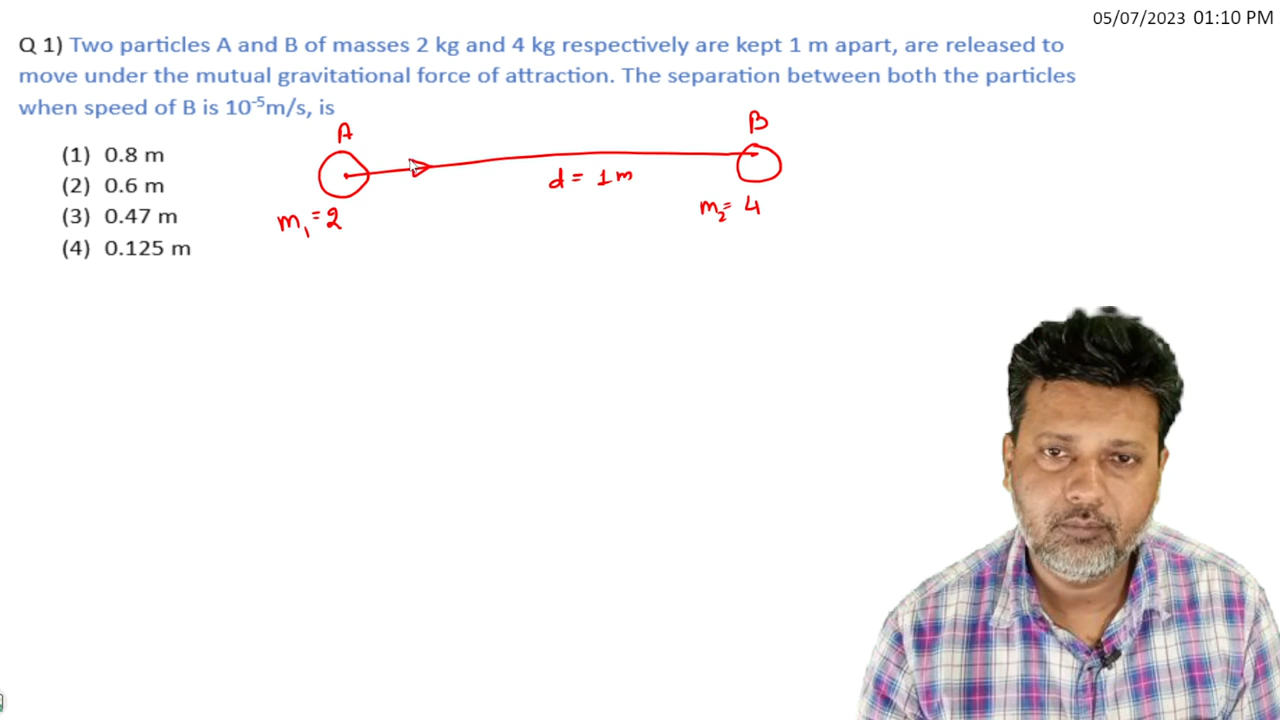 05/07/2023 01:10 PM
Q 1) Two particles A and B of masses 2 kg and 4 kg respectively are kept 1 m apart, are released to
move under the mutual gravitational force of attraction. The separation between both the particles
when speed of B is 10⁻⁵m/s, is
(1) 0.8 m
(2) 0.6 m
(3) 0.47 m
(4) 0.125 m
A
B
d = 1m
m₁ = 2
m₂ = 4